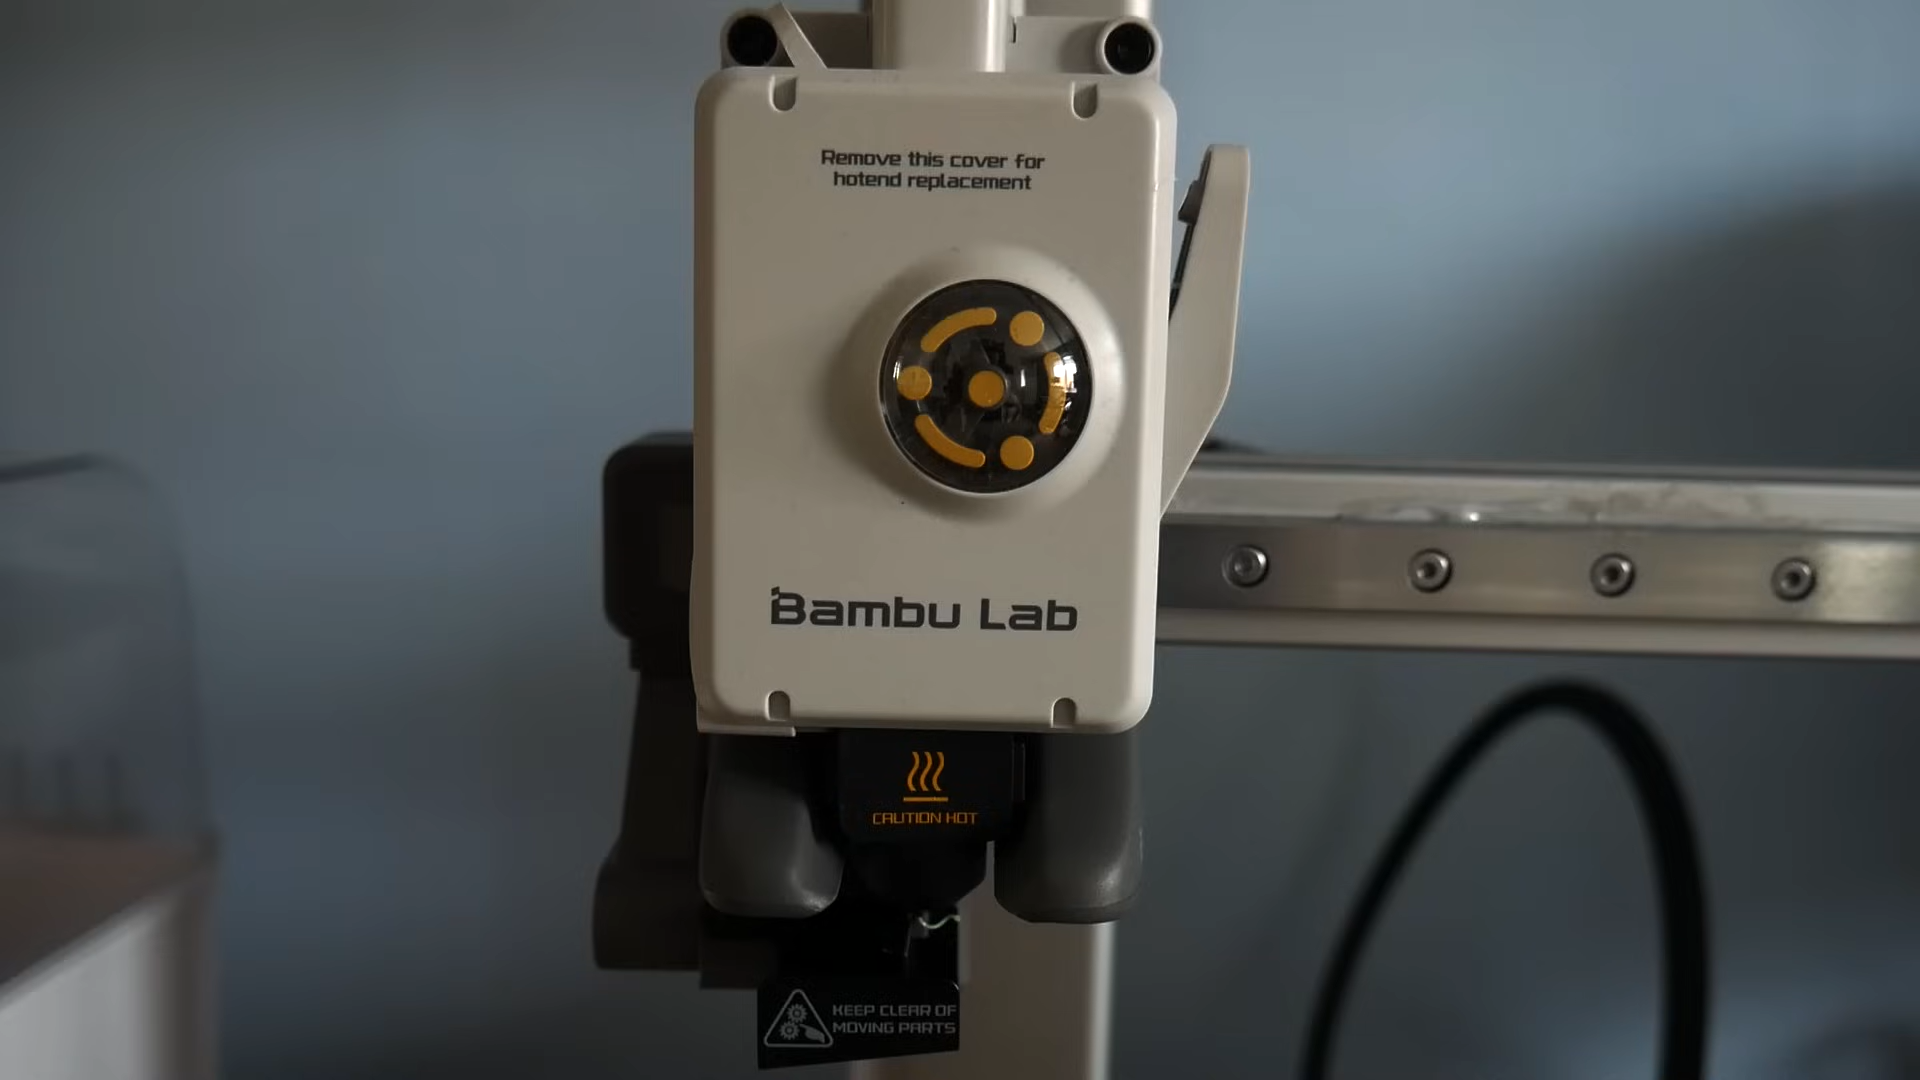 Remove this cover for
hotend replacement
Bambu Lab
CAUTION HOT
KEEP CLEAR OF
MOVING PARTS